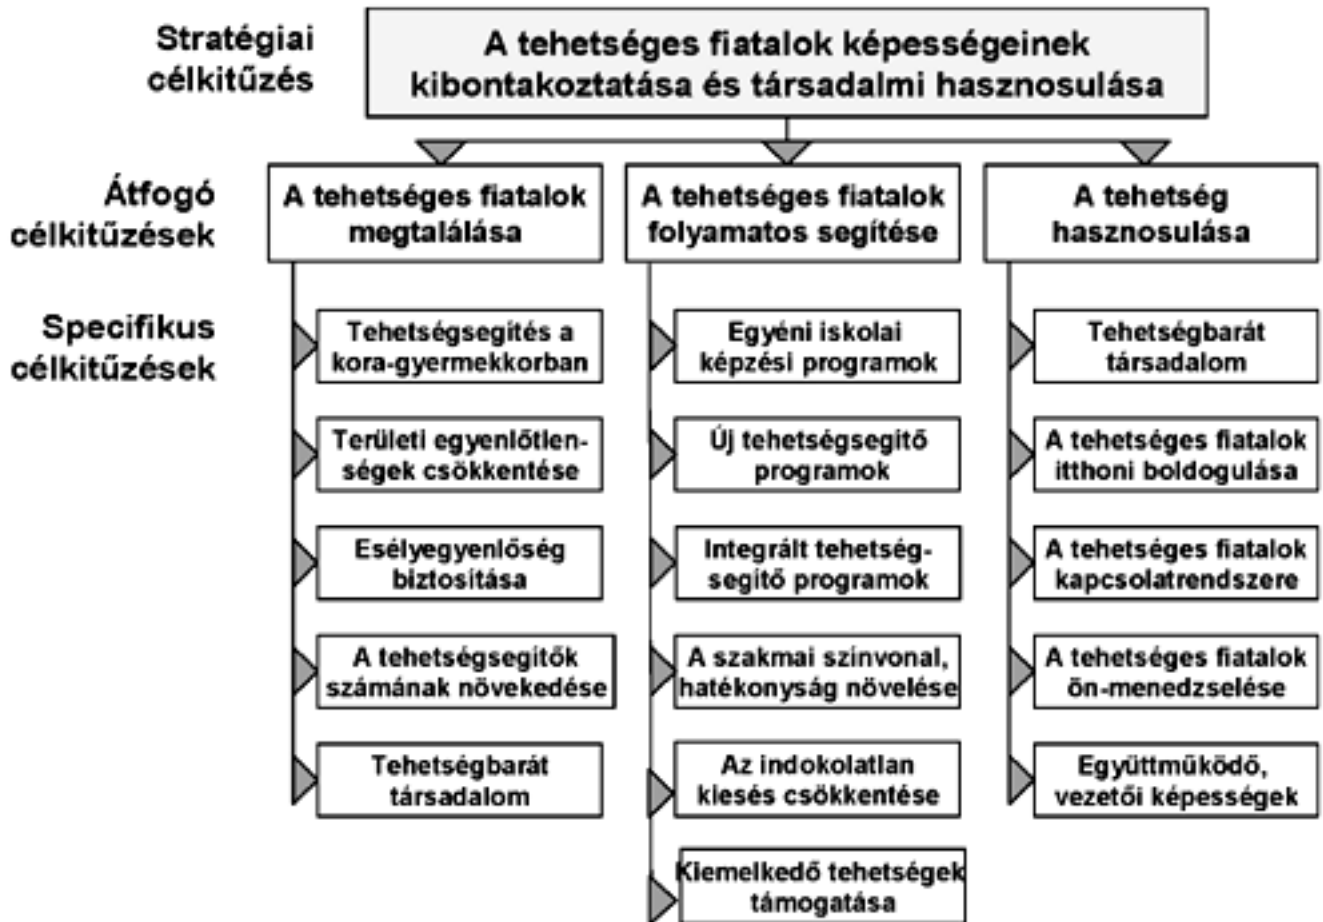 Stratégiai
célkitűzés
A tehetséges fiatalok képességeinek
kibontakoztatása és társadalmi hasznosulása
Átfogó
célkitűzések
A tehetséges fiatalok
megtalálása
A tehetséges fiatalok
folyamatos segítése
A tehetség
hasznosulása
Specifikus
célkitűzések
Tehetségsegítés a
kora-gyermekkorban
Területi egyenlőtlen-
ségek csökkentése
Esélyegyenlőség
biztosítása
A tehetségsegítők
számának növekedése
Tehetségbarát
társadalom
Egyéni iskolai
képzési programok
Új tehetségsegítő
programok
Integrált tehetség-
segítő programok
A szakmai színvonal,
hatékonyság növelése
Az indokolatlan
kiesés csökkentése
Kiemelkedő tehetségek
támogatása
Tehetségbarát
társadalom
A tehetséges fiatalok
itthoni boldogulása
A tehetséges fiatalok
kapcsolatrendszere
A tehetséges fiatalok
ön-menedzselése
Együttműködő,
vezetői képességek